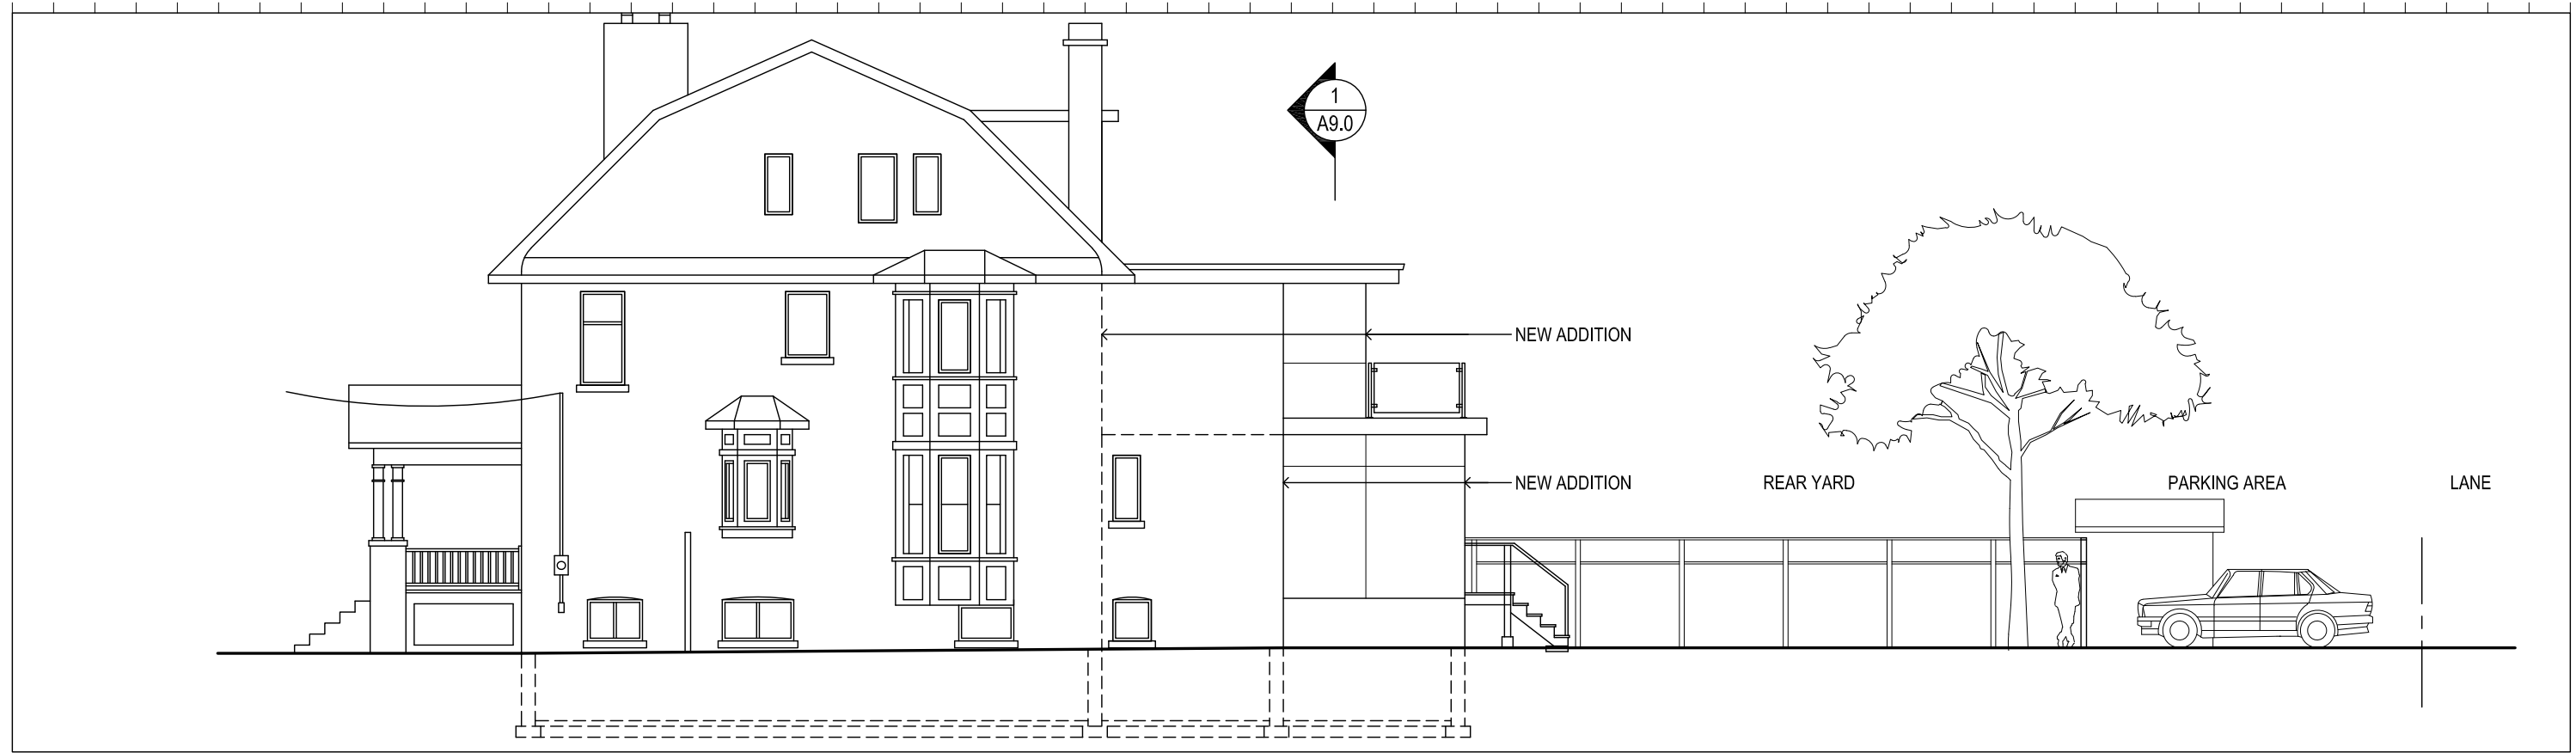 1
A9.0
NEW ADDITION
NEW ADDITION
REAR YARD
PARKING AREA
LANE